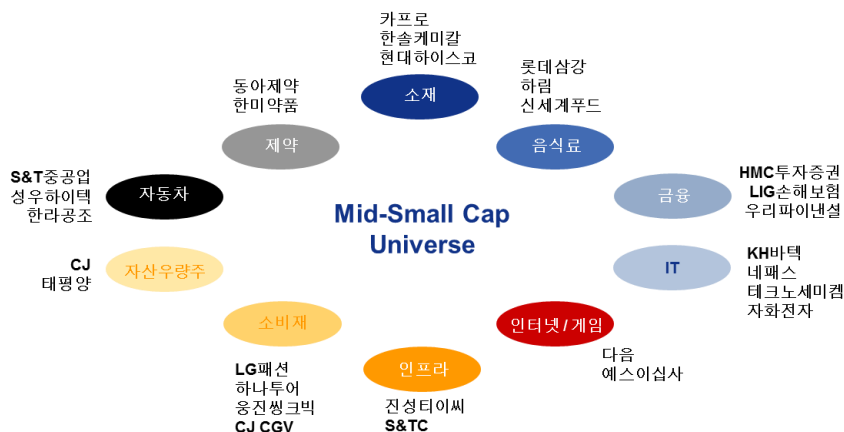 카프로
한솔케미칼
현대하이스코
소재
롯데삼강
하림
신세계푸드
음식료
HMC투자증권
LIG손해보험
우리파이낸셜
금융
KH바텍
네패스
테크노세미켐
자화전자
IT
인터넷/게임
다음
예스이십사
인프라
진성티이씨
S&TC
소비재
LG패션
하나투어
웅진씽크빅
CJ CGV
자산우량주
CJ
태평양
자동차
S&T중공업
성우하이텍
한라공조
제약
동아제약
한미약품
Mid-Small Cap
Universe